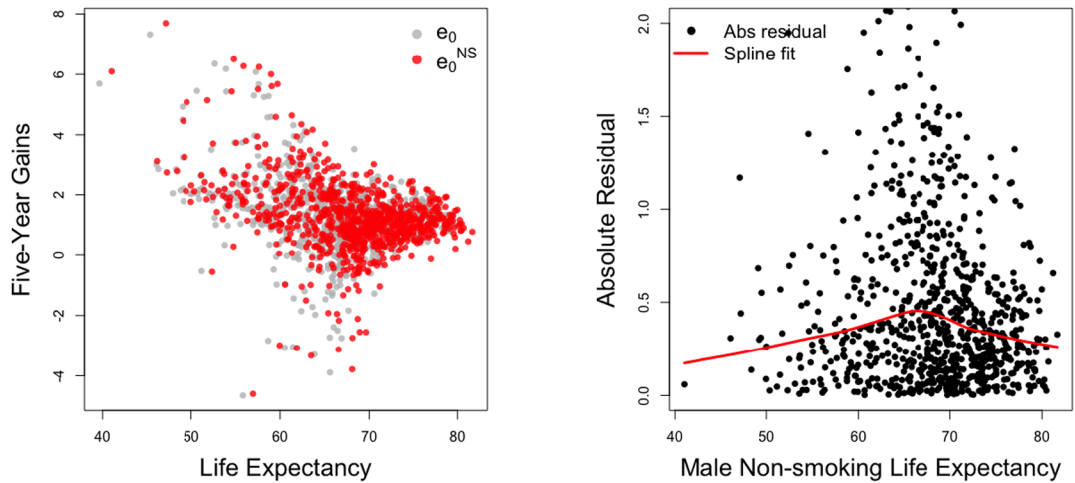 8
6
4
2
0
-2
-4
Five-Year Gains
e0
e0NS
40 50 60 70 80
Life Expectancy
2.0
1.5
1.0
0.5
0.0
Absolute Residual
Abs residual
Spline fit
40 50 60 70 80
Male Non-smoking Life Expectancy